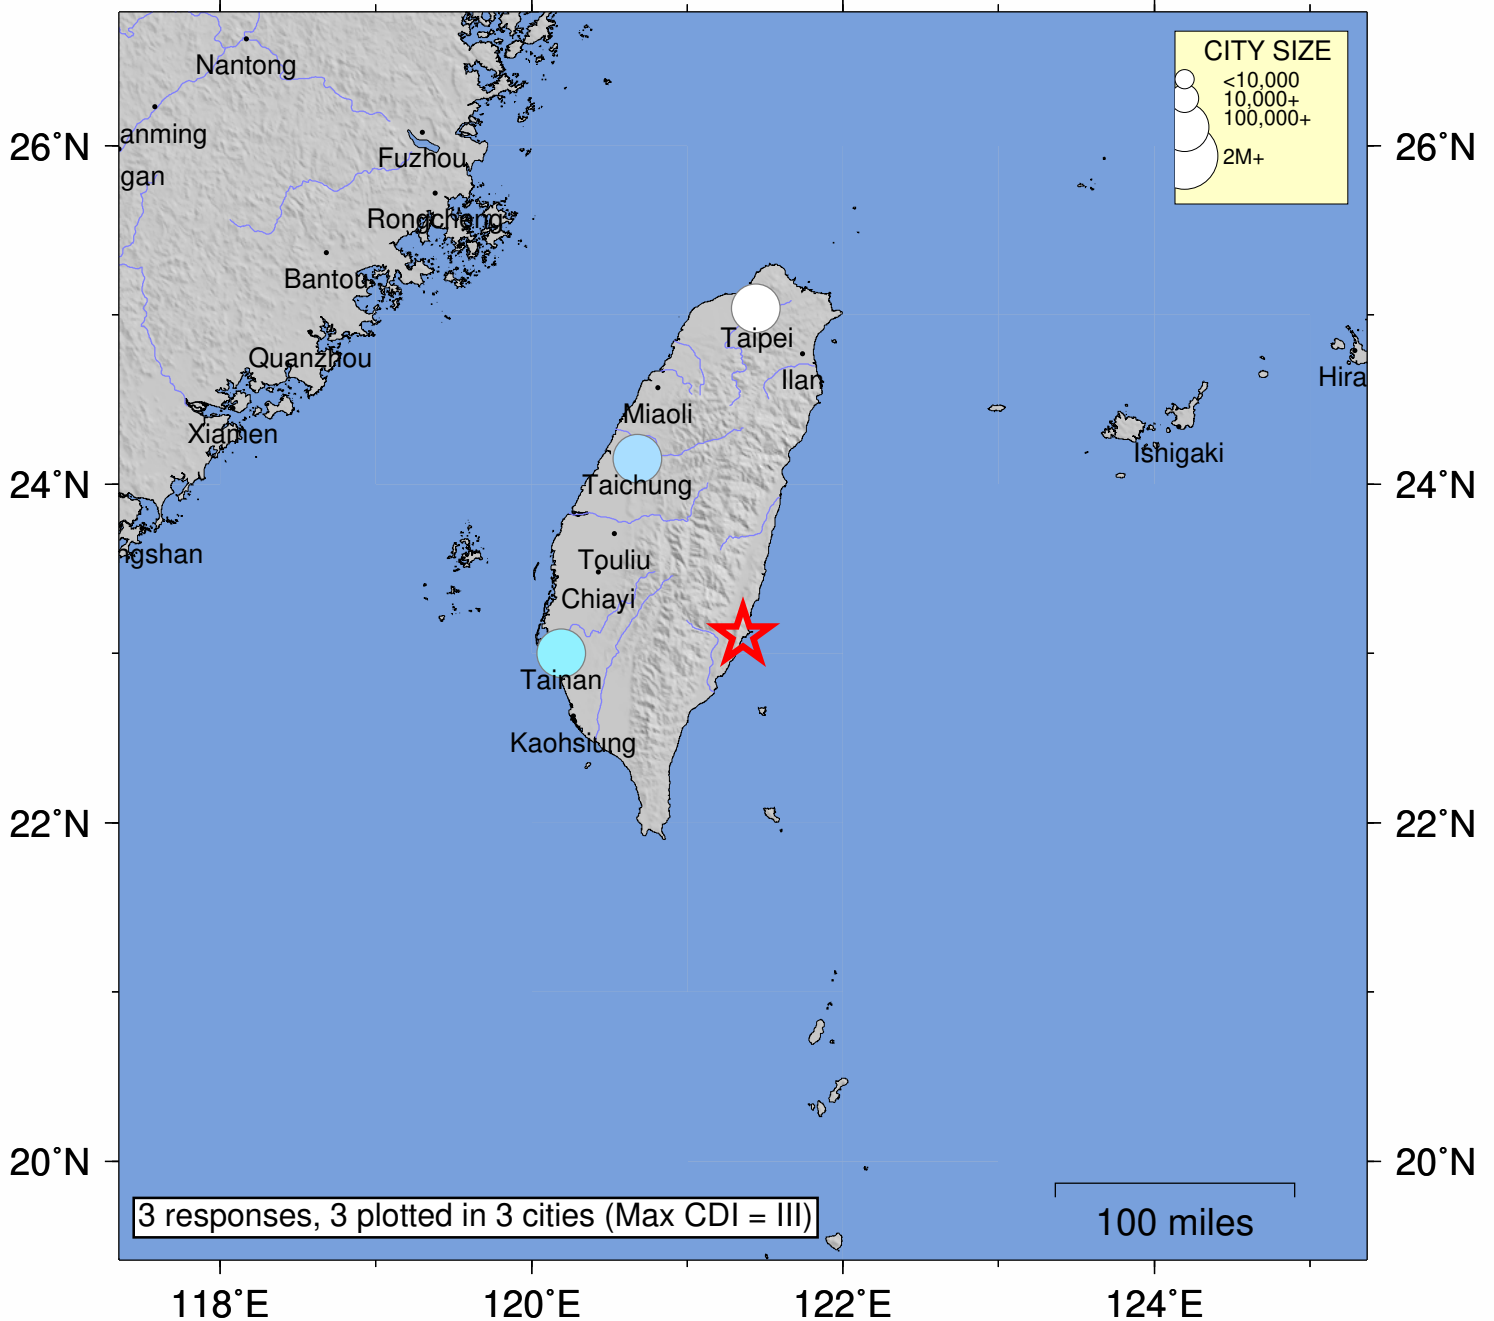 CITY SIZE
<10,000
10,000+
100,000+
2M+
Nantong
anming
gan
Fuzhou
Rongcheng
Bantou
Quanzhou
Xiamen
ngshan
Taipei
Ilan
Miaoli
Taichung
Touliu
Chiayi
Tainan
Kaohsiung
Hira
Ishigaki
26˚N
26˚N
24˚N
24˚N
22˚N
22˚N
20˚N
20˚N
3 responses, 3 plotted in 3 cities (Max CDI = III)
100 miles
118˚E
120˚E
122˚E
124˚E